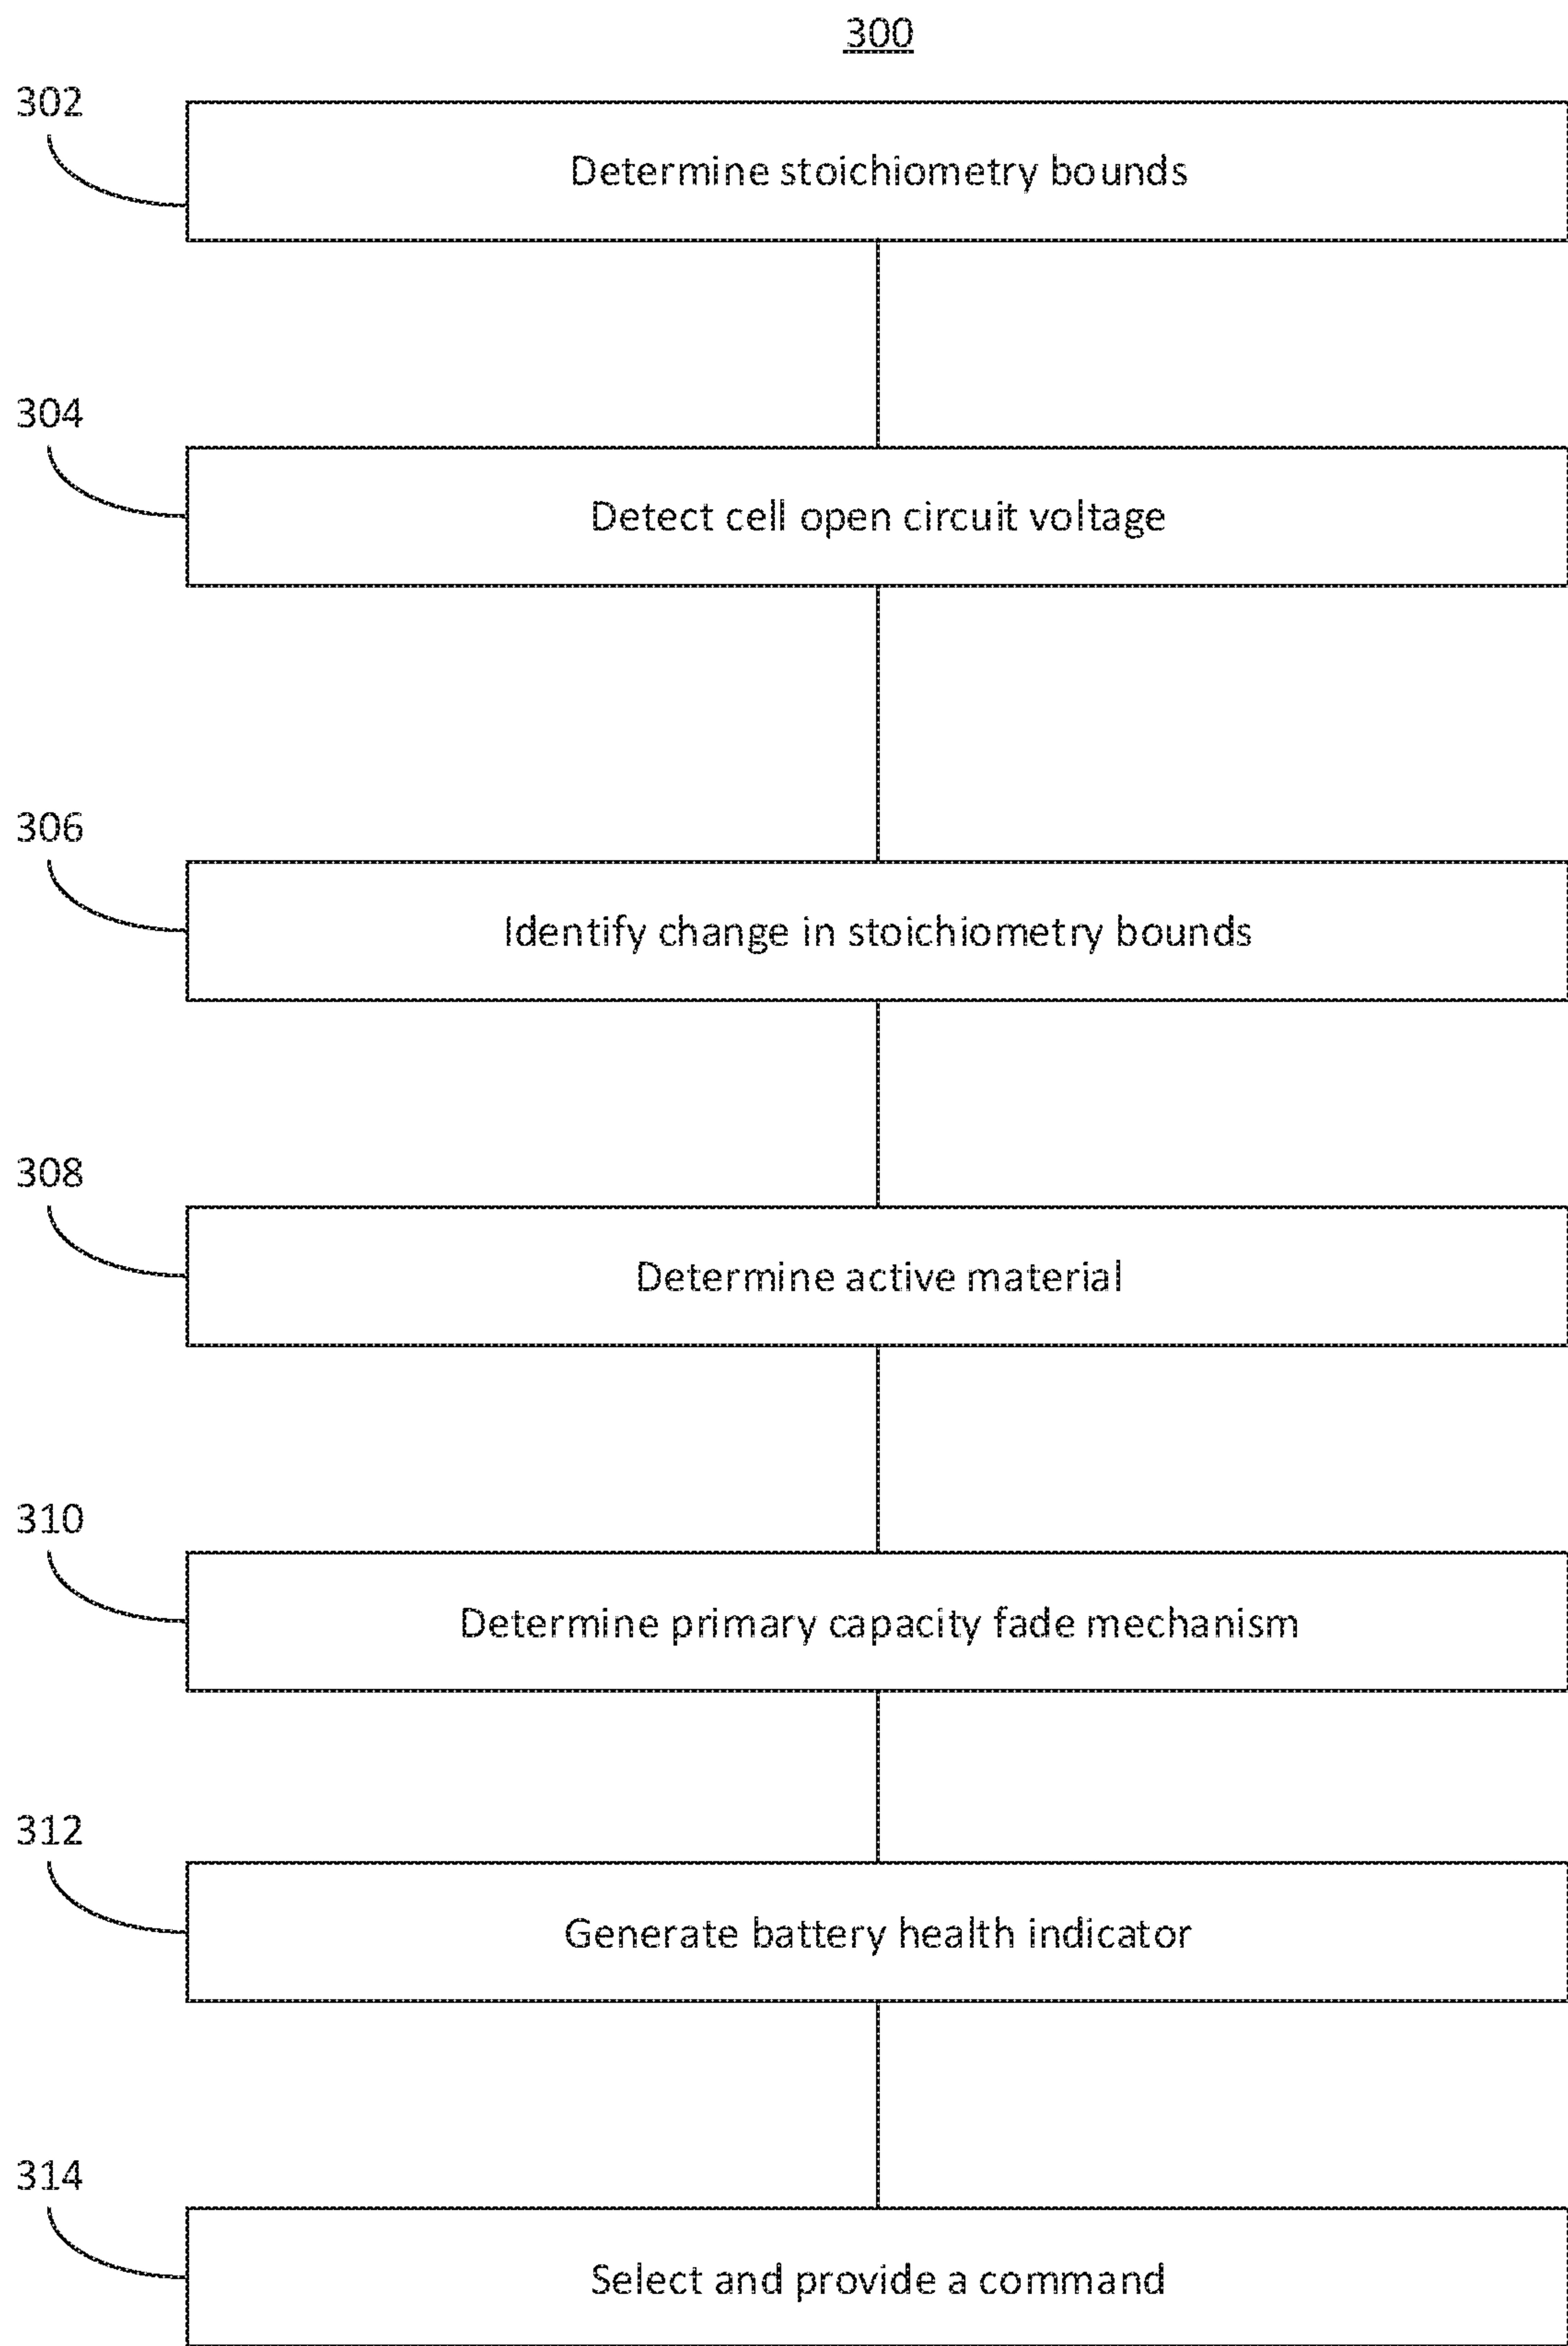 300
302
Determine stoichiometry bounds
304
Detect cell open circuit voltage
306
Identify change in stoichiometry bounds
308
Determine active material
310
Determine primary capacity fade mechanism
312
Generate battery health indicator
314
Select and provide a command